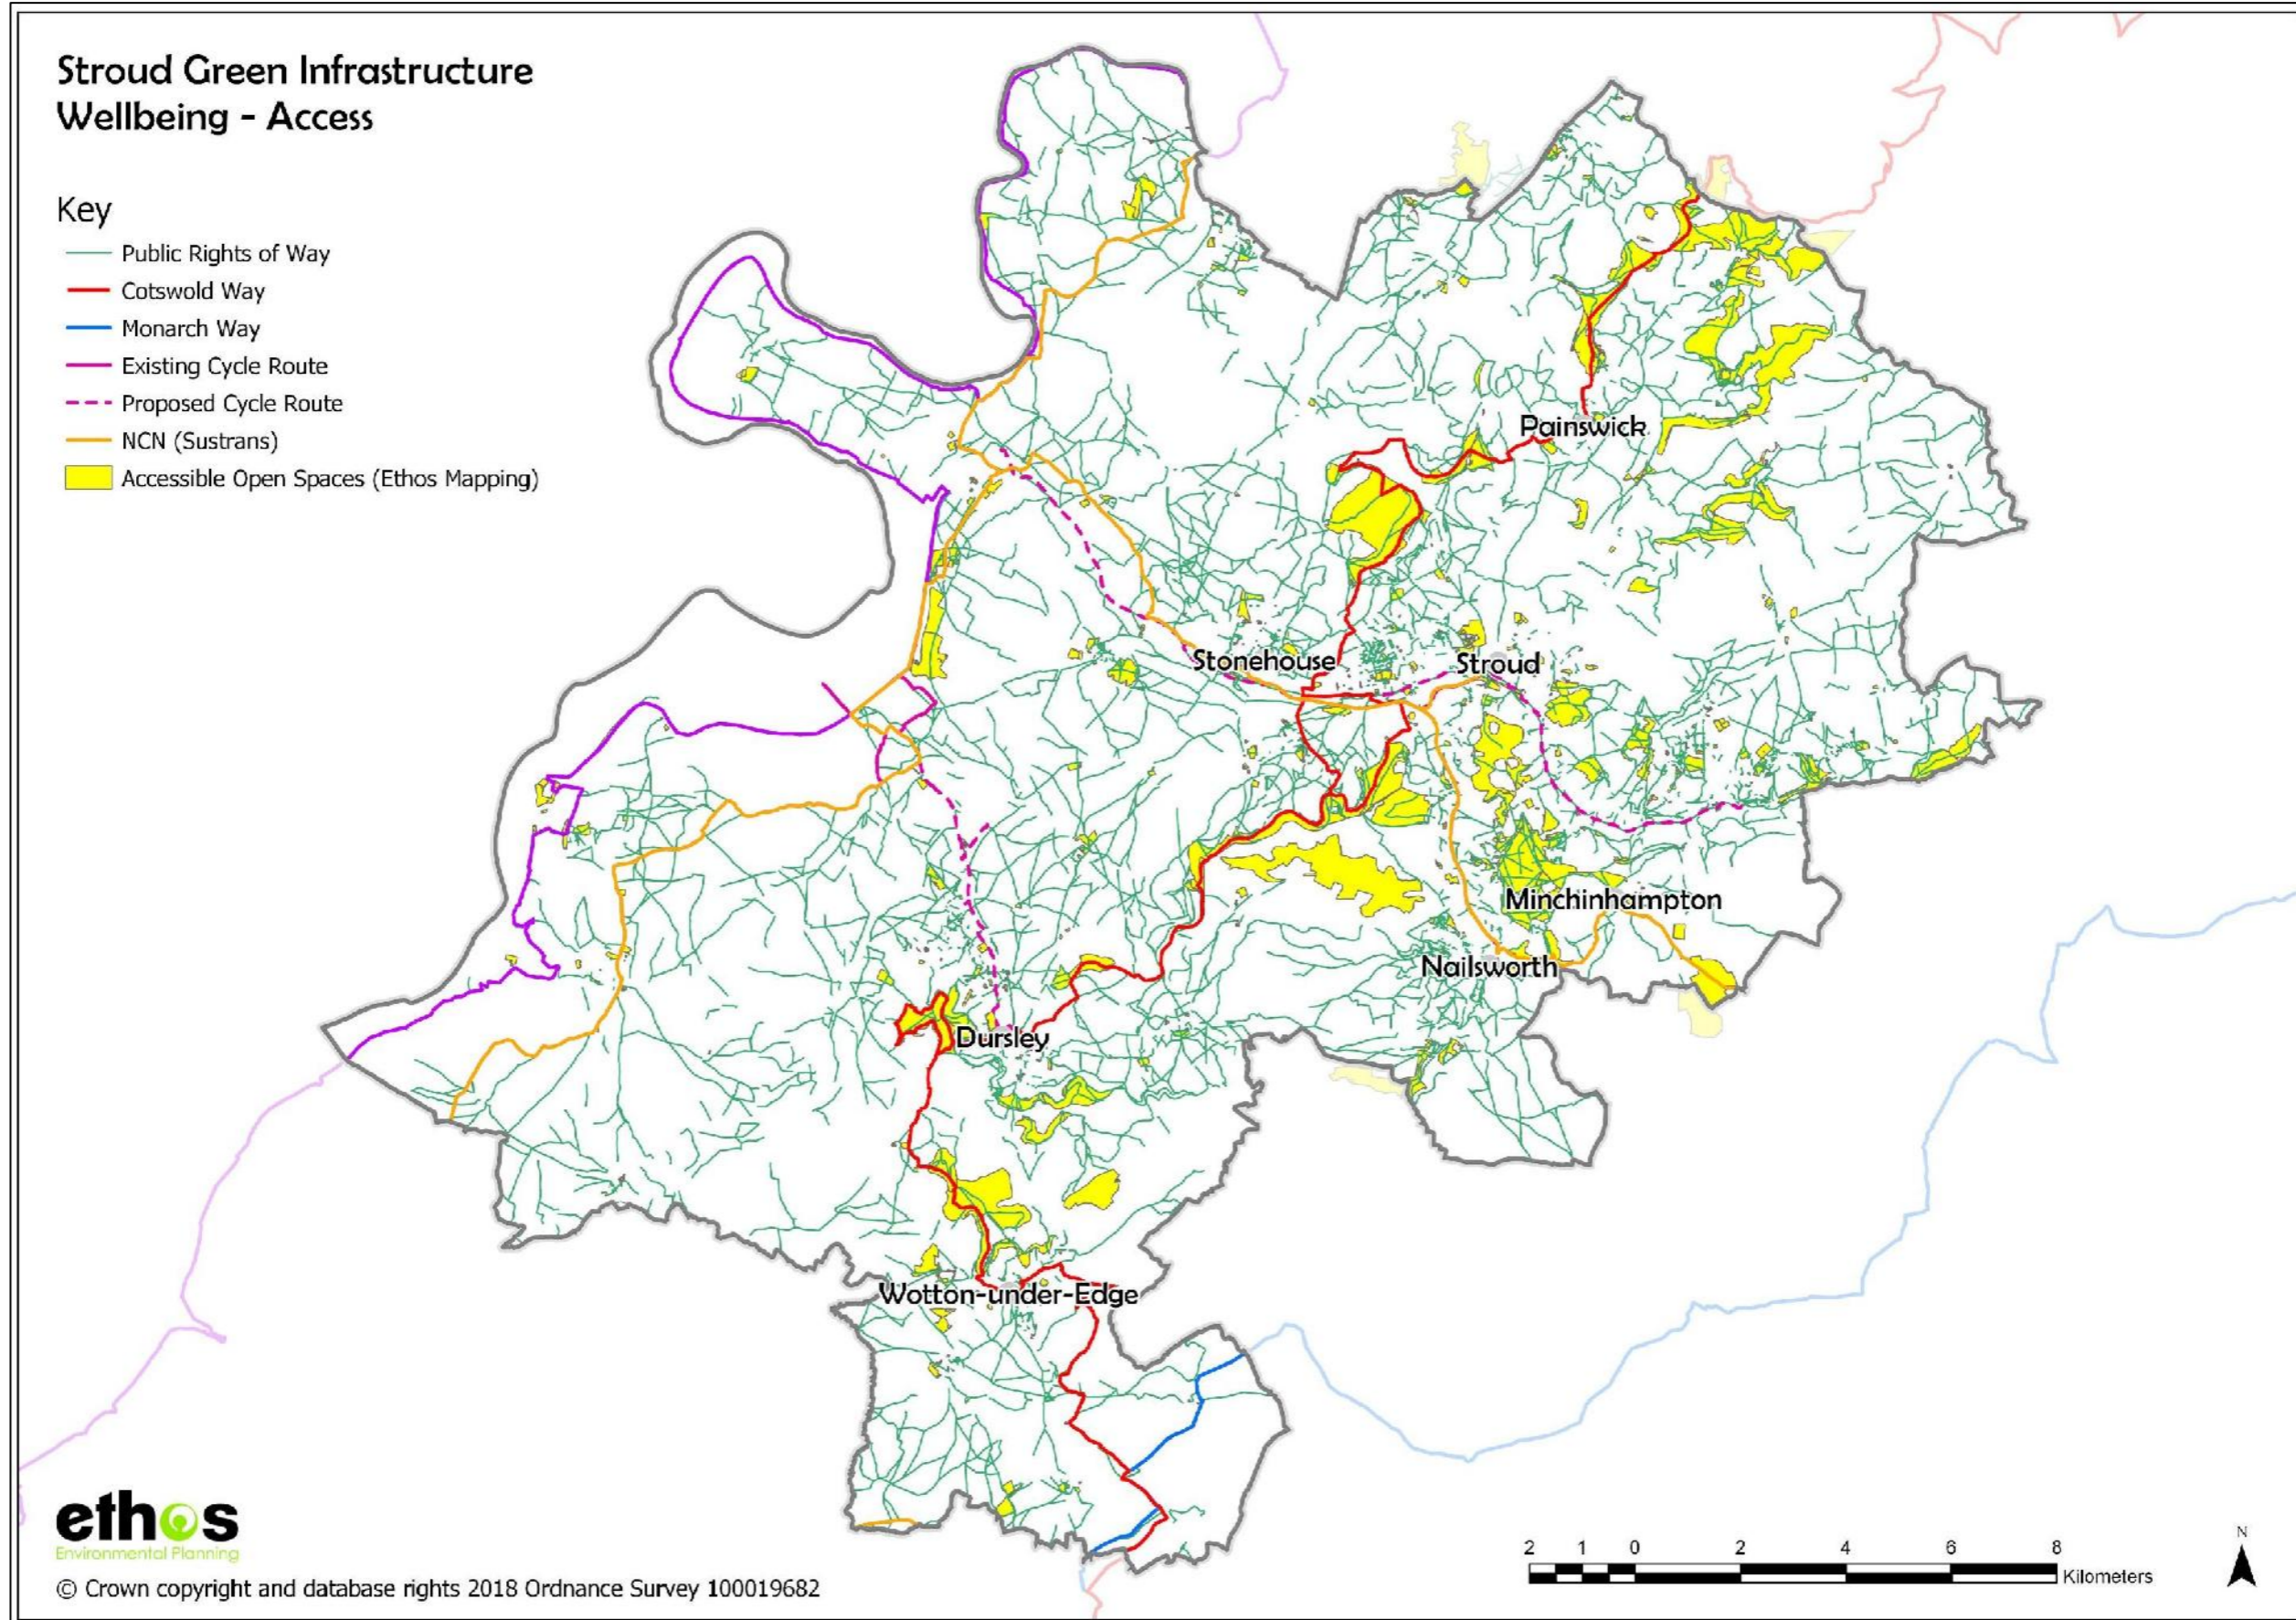 Stroud Green Infrastructure
Wellbeing - Access
Key
Public Rights of Way
Cotswold Way
Monarch Way
Existing Cycle Route
Proposed Cycle Route
NCN (Sustrans)
Accessible Open Spaces (Ethos Mapping)
Painswick
Stonehouse
Stroud
Minchinhampton
Nailsworth
Dursley
Wotton-under-Edge
ethos
Environmental Planning
© Crown copyright and database rights 2018 Ordnance Survey 100019682
2 1 0 2 4 6 8
Kilometers
N